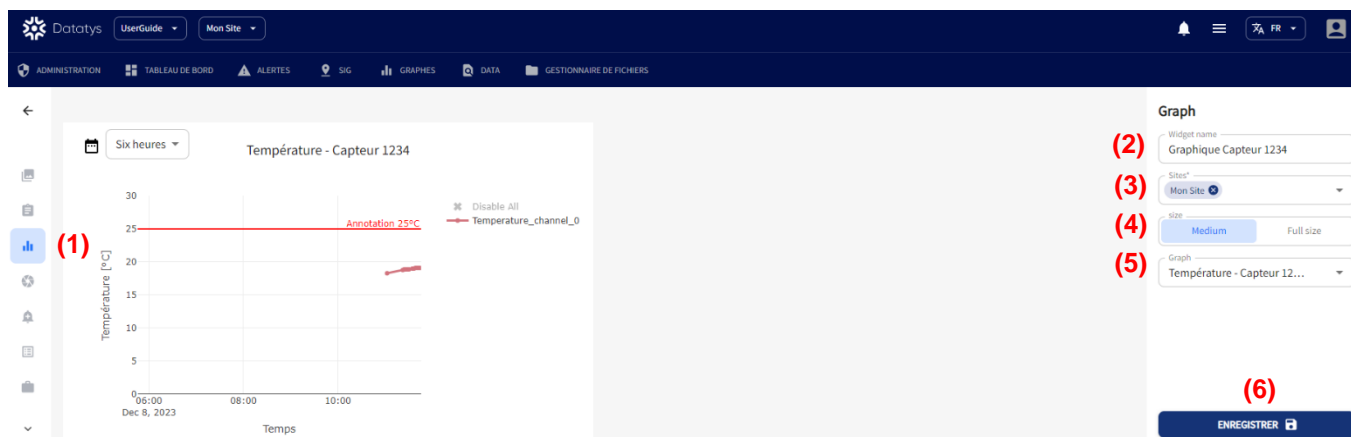 Datatys UserGuide Mon Site FR
ADMINISTRATION TABLEAU DE BORD ALERTES SIG GRAPHES DATA GESTIONNAIRE DE FICHIERS
Six heures
Température - Capteur 1234
30
25
20
15
10
5
0
Température [°C]
Annotation 25°C
Disable All
Temperature_channel_0
06:00 08:00 10:00
Dec 8, 2023
Temps
(1)
Graph
(2)
Widget name
Graphique Capteur 1234
(3)
Sites*
Mon Site
(4)
size
Medium Full size
(5)
Graph
Température - Capteur 12...
(6)
ENREGISTRER